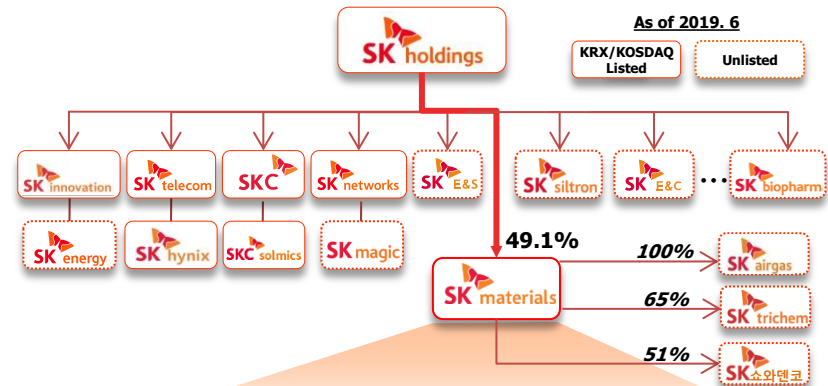 As of 2019. 6
SK holdings
KRX/KOSDAQ
Listed
Unlisted
SK innovation
SK telecom
SKC
SK networks
SK E&S
SK siltron
SK E&C
...
SK biopharm
SK energy
SK hynix
SKC solmics
SK magic
49.1%
SK materials
100%
SK airgas
65%
SK trichem
51%
SK 쇼와덴코